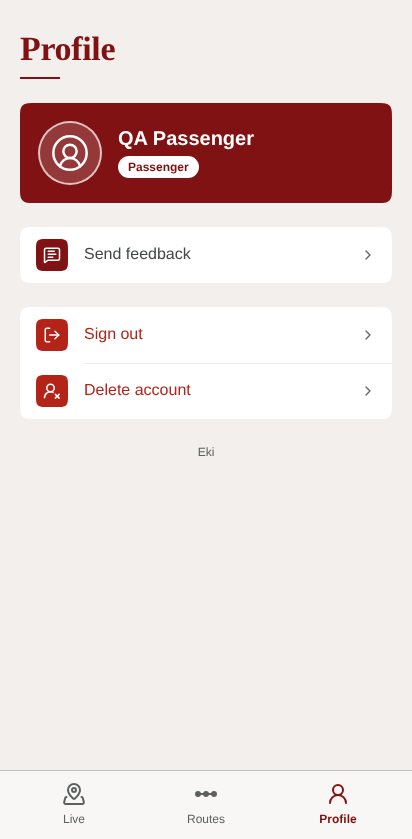 Profile
QA Passenger
Passenger
Send feedback
Sign out
Delete account
Eki
Live
Routes
Profile